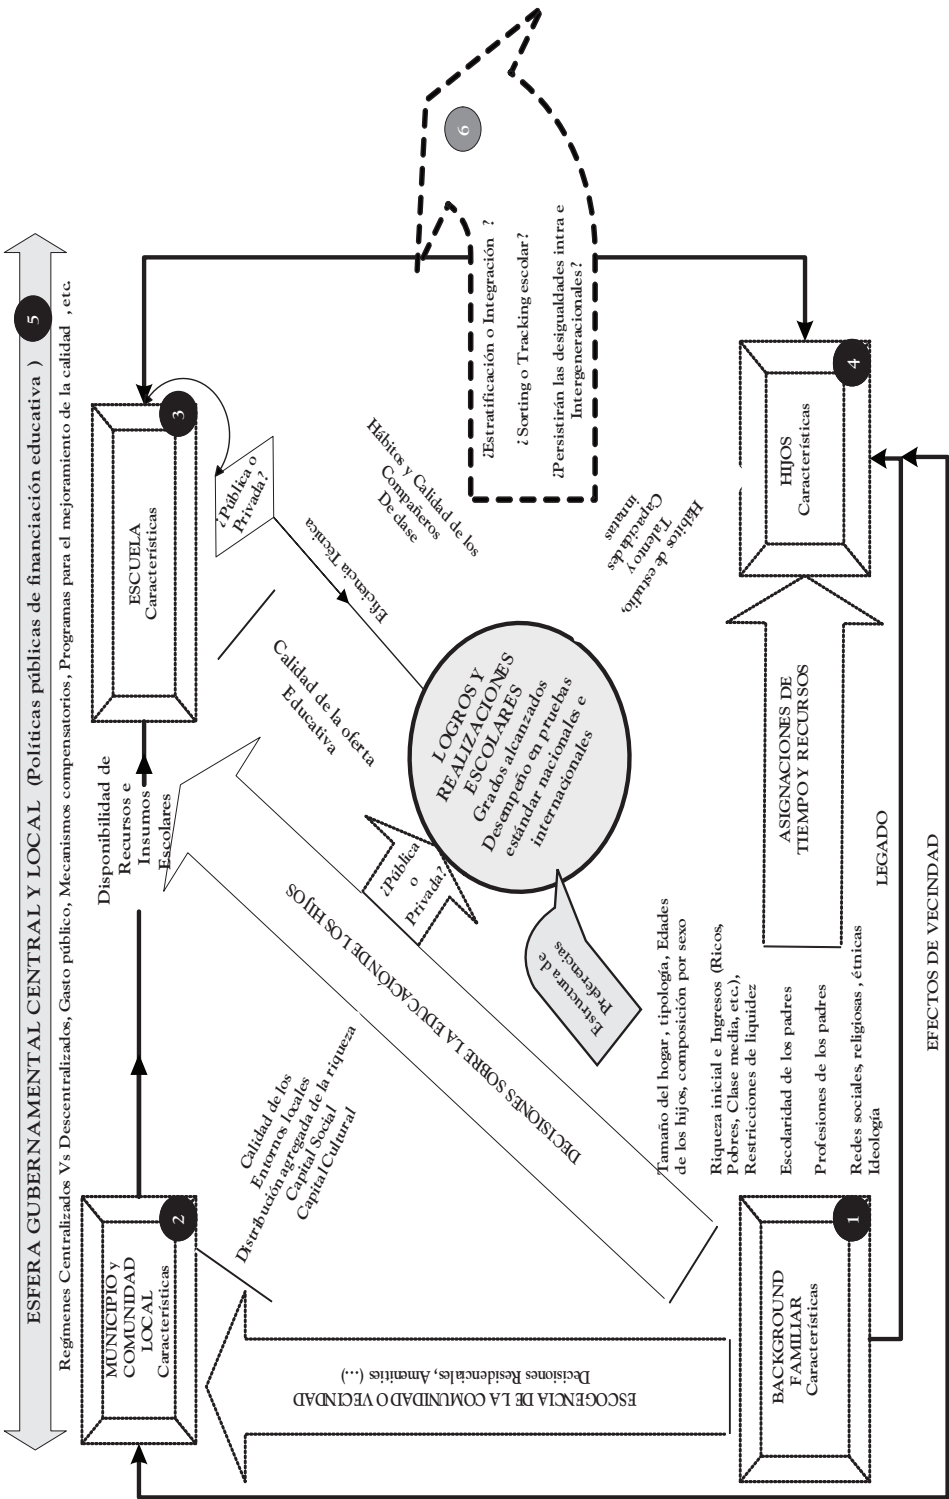 ESFERA GUBERNAMENTAL CENTRAL Y LOCAL (Políticas públicas de financiación educativa )
5
Regímenes Centralizados Vs Descentralizados, Gasto público, Mecanismos compensatorios, Programas para el mejoramiento de la calidad , etc.
MUNICIPIO y
COMUNIDAD
LOCAL
Características
2
Disponibilidad de
Recursos e
Insumos
Escolares
ESCUELA
Características
3
¿Pública o
Privada?
Eficiencia Técnica
Calidad de los
Entornos locales
Distribución agregada de la riqueza
Capital Social
Capital Cultural
Calidad de la oferta
Educativa
Hábitos y Calidad de los
Compañeros
De clase
ESCOGENCIA DE LA COMUNIDAD O VECINDAD
Decisiones Residenciales, Amenities (...)
DECISIONES SOBRE LA EDUCACIÓN DE LOS HIJOS
¿Pública
o
Privada?
Estructura de
Preferencias
LOGROS Y
REALIZACIONES
ESCOLARES
Grados alcanzados
Desempeño en pruebas
estándar nacionales e
internacionales
Hábitos de estudio,
Talento y
Capacidades
innatas
¿Estratificación o Integración ?
¿Sorting o Tracking escolar?
¿Persistirán las desigualdades intra e
Intergeneracionales?
6
BACKGROUND
FAMILIAR
Características
1
Tamaño del hogar , tipología, Edades
de los hijos, composición por sexo
Riqueza inicial e Ingresos (Ricos,
Pobres, Clase media, etc.),
Restricciones de liquidez
Escolaridad de los padres
Profesiones de los padres
Redes sociales, religiosas , étnicas
Ideología
ASIGNACIONES DE
TIEMPO Y RECURSOS
HIJOS
Características
4
LEGADO
EFECTOS DE VECINDAD